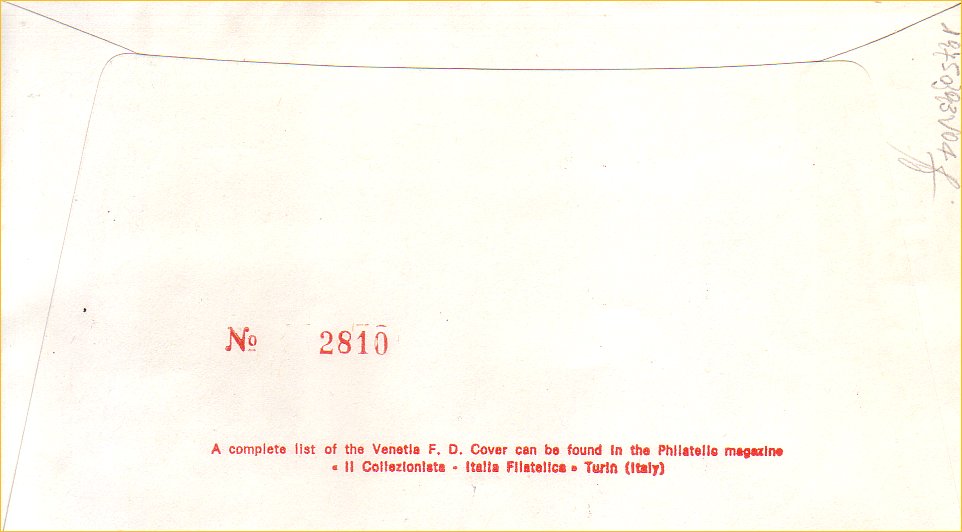 No 2810
A complete list of the Venetia F. D. Cover can be found in the Philatelic magazine
« Il Collezionista - Italia Filatelica » Turin (Italy)